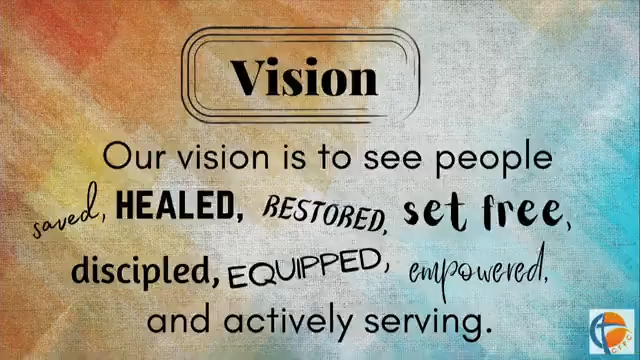 Vision
Our vision is to see people
saved, HEALED, RESTORED, set free,
discipled, EQUIPPED, empowered,
and actively serving.